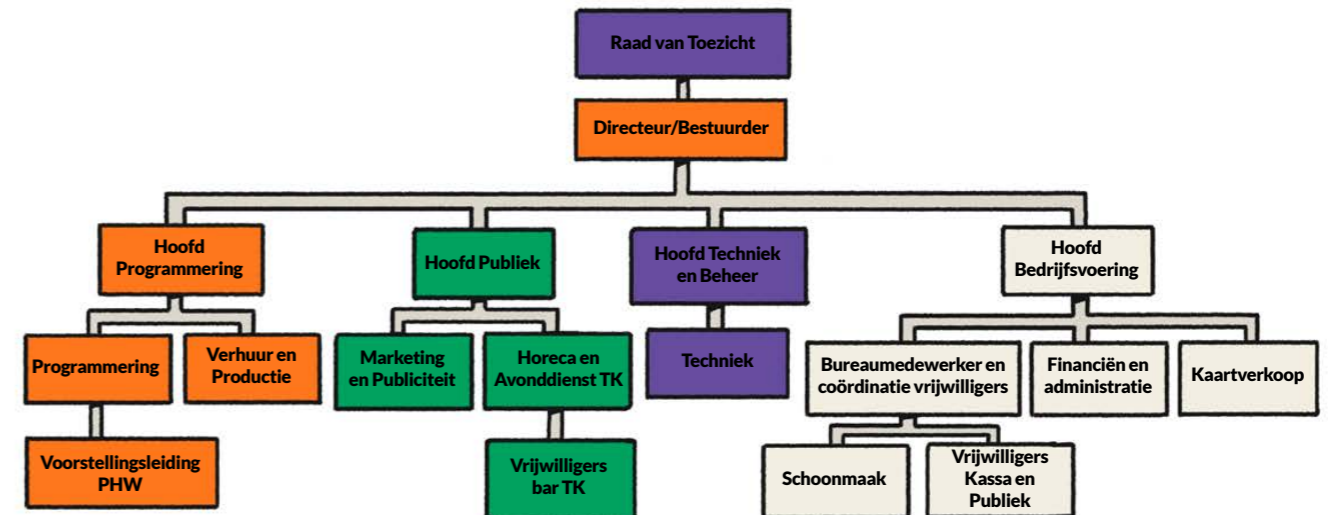 Raad van Toezicht
Directeur/Bestuurder
Hoofd
Programmering
Hoofd Publiek
Hoofd Techniek
en Beheer
Hoofd
Bedrijfsvoering
Programmering
Verhuur en
Productie
Marketing
en Publiciteit
Horeca en
Avonddienst TK
Techniek
Bureaumedewerker en
coördinatie vrijwilligers
Financiën en
administratie
Kaartverkoop
Voorstellingsleiding
PHW
Vrijwilligers
bar TK
Schoonmaak
Vrijwilligers
Kassa en
Publiek